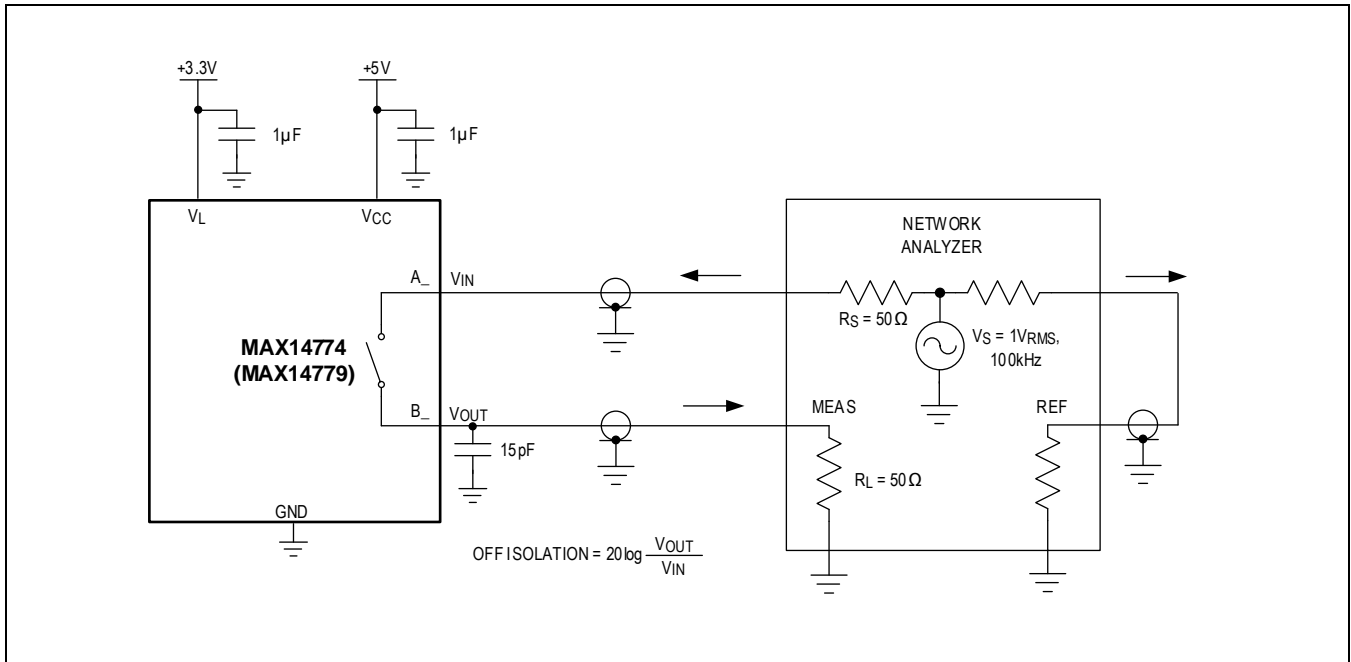 +3.3V
+5V
1µF
1µF
VL
VCC
NETWORK
ANALYZER
A_
VIN
RS = 50Ω
VS = 1VRMS,
100kHz
MAX14774
(MAX14779)
B_
VOUT
MEAS
REF
15pF
RL = 50Ω
GND
OFF ISOLATION = 20log VOUT
VIN